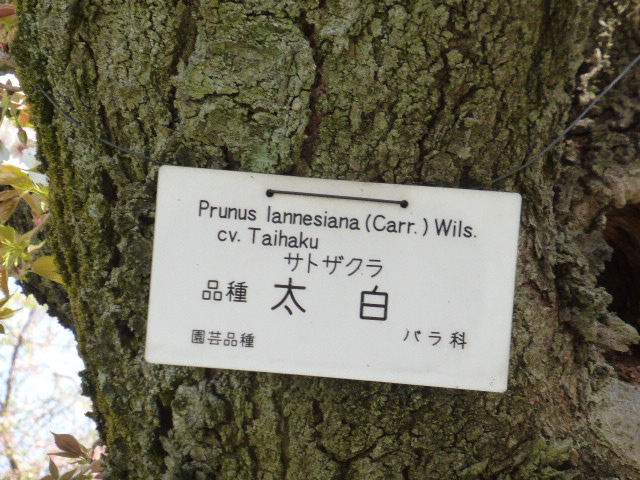 Prunus lannesiana (Carr.) Wils.
cv. Taihaku
サトザクラ
品種 太白
園芸品種 バラ科